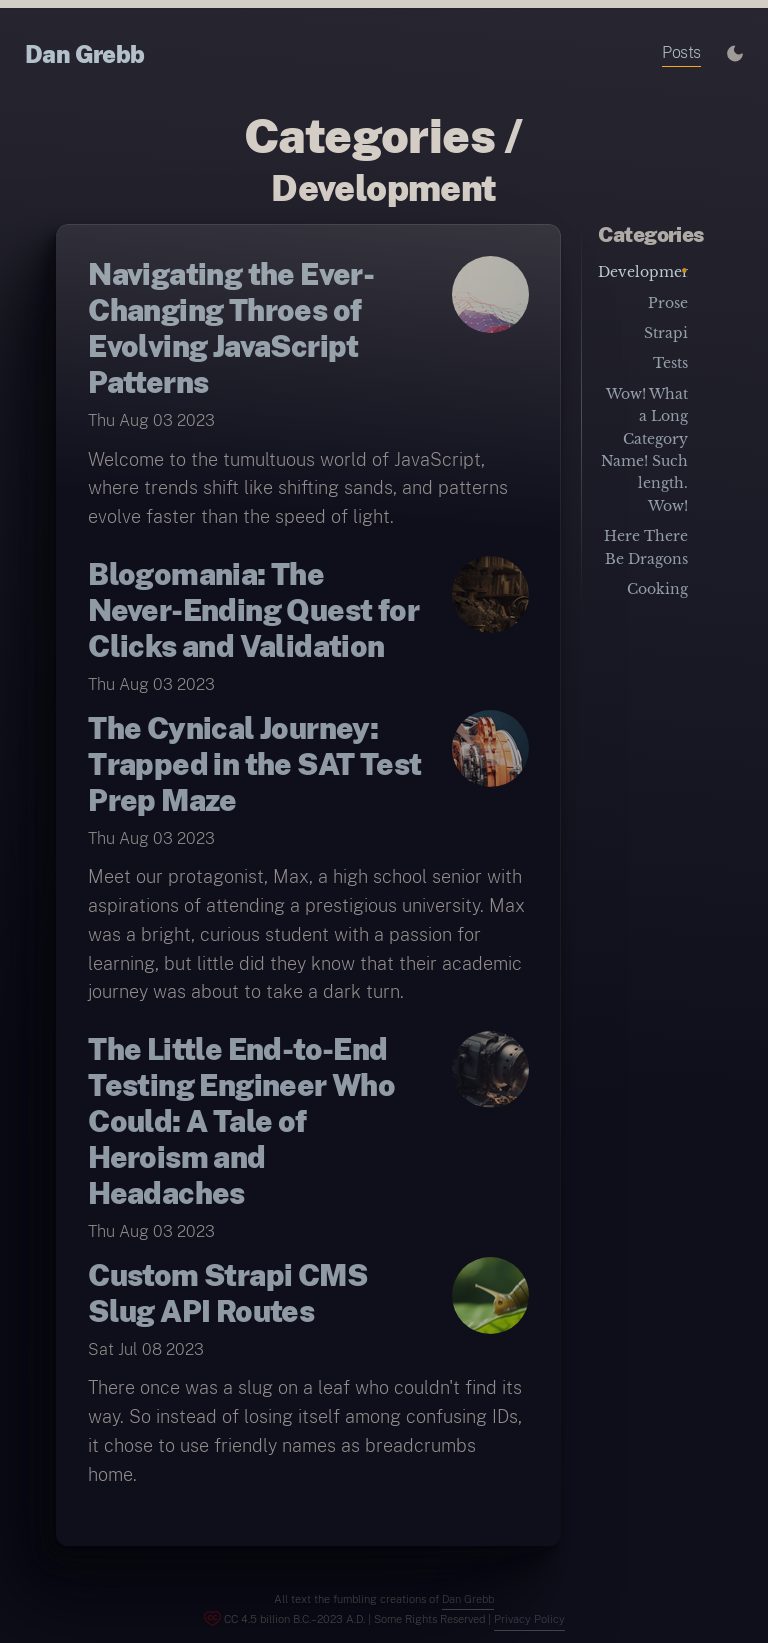 Dan Grebb
Posts
Categories /
Development
Navigating the Ever-
Changing Throes of
Evolving JavaScript
Patterns
Thu Aug 03 2023
Welcome to the tumultuous world of JavaScript,
where trends shift like shifting sands, and patterns
evolve faster than the speed of light.
Blogomania: The
Never-Ending Quest for
Clicks and Validation
Thu Aug 03 2023
The Cynical Journey:
Trapped in the SAT Test
Prep Maze
Thu Aug 03 2023
Meet our protagonist, Max, a high school senior with
aspirations of attending a prestigious university. Max
was a bright, curious student with a passion for
learning, but little did they know that their academic
journey was about to take a dark turn.
The Little End-to-End
Testing Engineer Who
Could: A Tale of
Heroism and
Headaches
Thu Aug 03 2023
Custom Strapi CMS
Slug API Routes
Sat Jul 08 2023
There once was a slug on a leaf who couldn't find its
way. So instead of losing itself among confusing IDs,
it chose to use friendly names as breadcrumbs
home.
Categories
Developmer
Prose
Strapi
Tests
Wow! What
a Long
Category
Name! Such
length.
Wow!
Here There
Be Dragons
Cooking
All text the fumbling creations of Dan Grebb
CC 4.5 billion B.C.–2023 A.D. | Some Rights Reserved | Privacy Policy